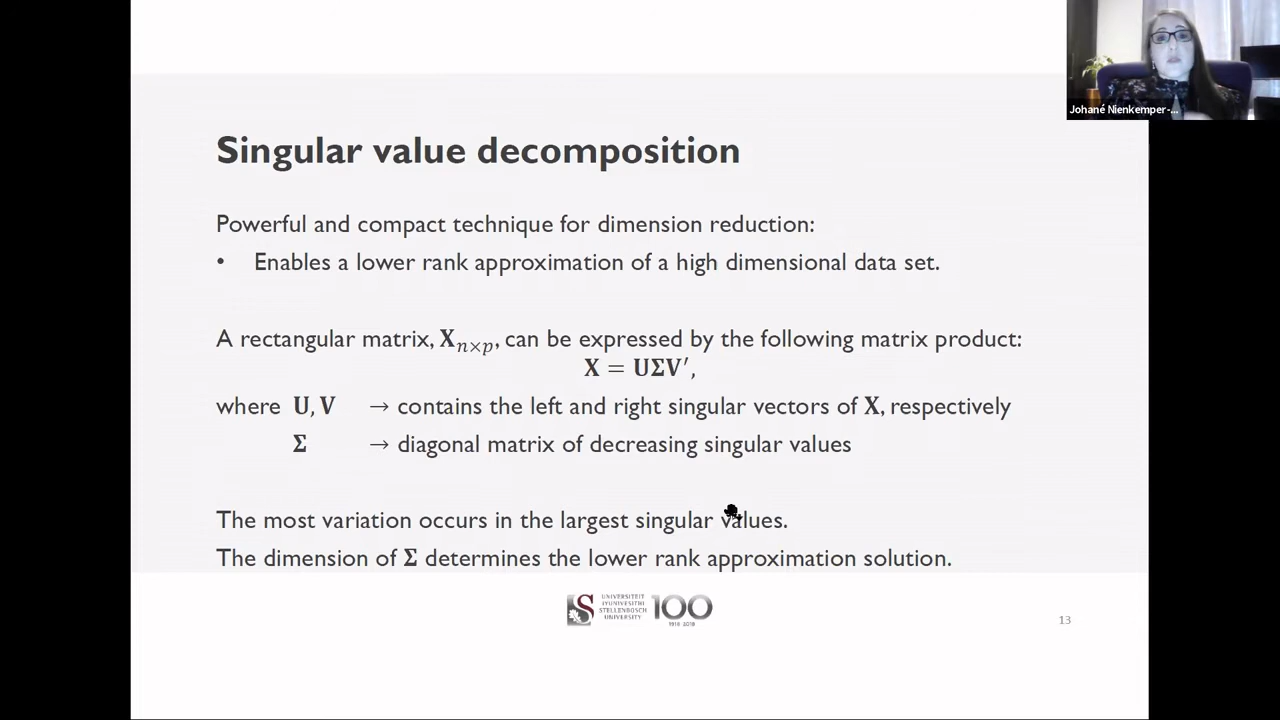 Johané Nienkemper-...
Singular value decomposition
Powerful and compact technique for dimension reduction:
• Enables a lower rank approximation of a high dimensional data set.
A rectangular matrix, 𝐗ₙ×ₚ, can be expressed by the following matrix product:
𝐗 = 𝐔𝚺𝐕′,
where 𝐔, 𝐕 → contains the left and right singular vectors of 𝐗, respectively
𝚺 → diagonal matrix of decreasing singular values
The most variation occurs in the largest singular values.
The dimension of 𝚺 determines the lower rank approximation solution.
UNIVERSITEIT
IYUNIVESITHI
STELLENBOSCH
UNIVERSITY
100
1918·2018
13